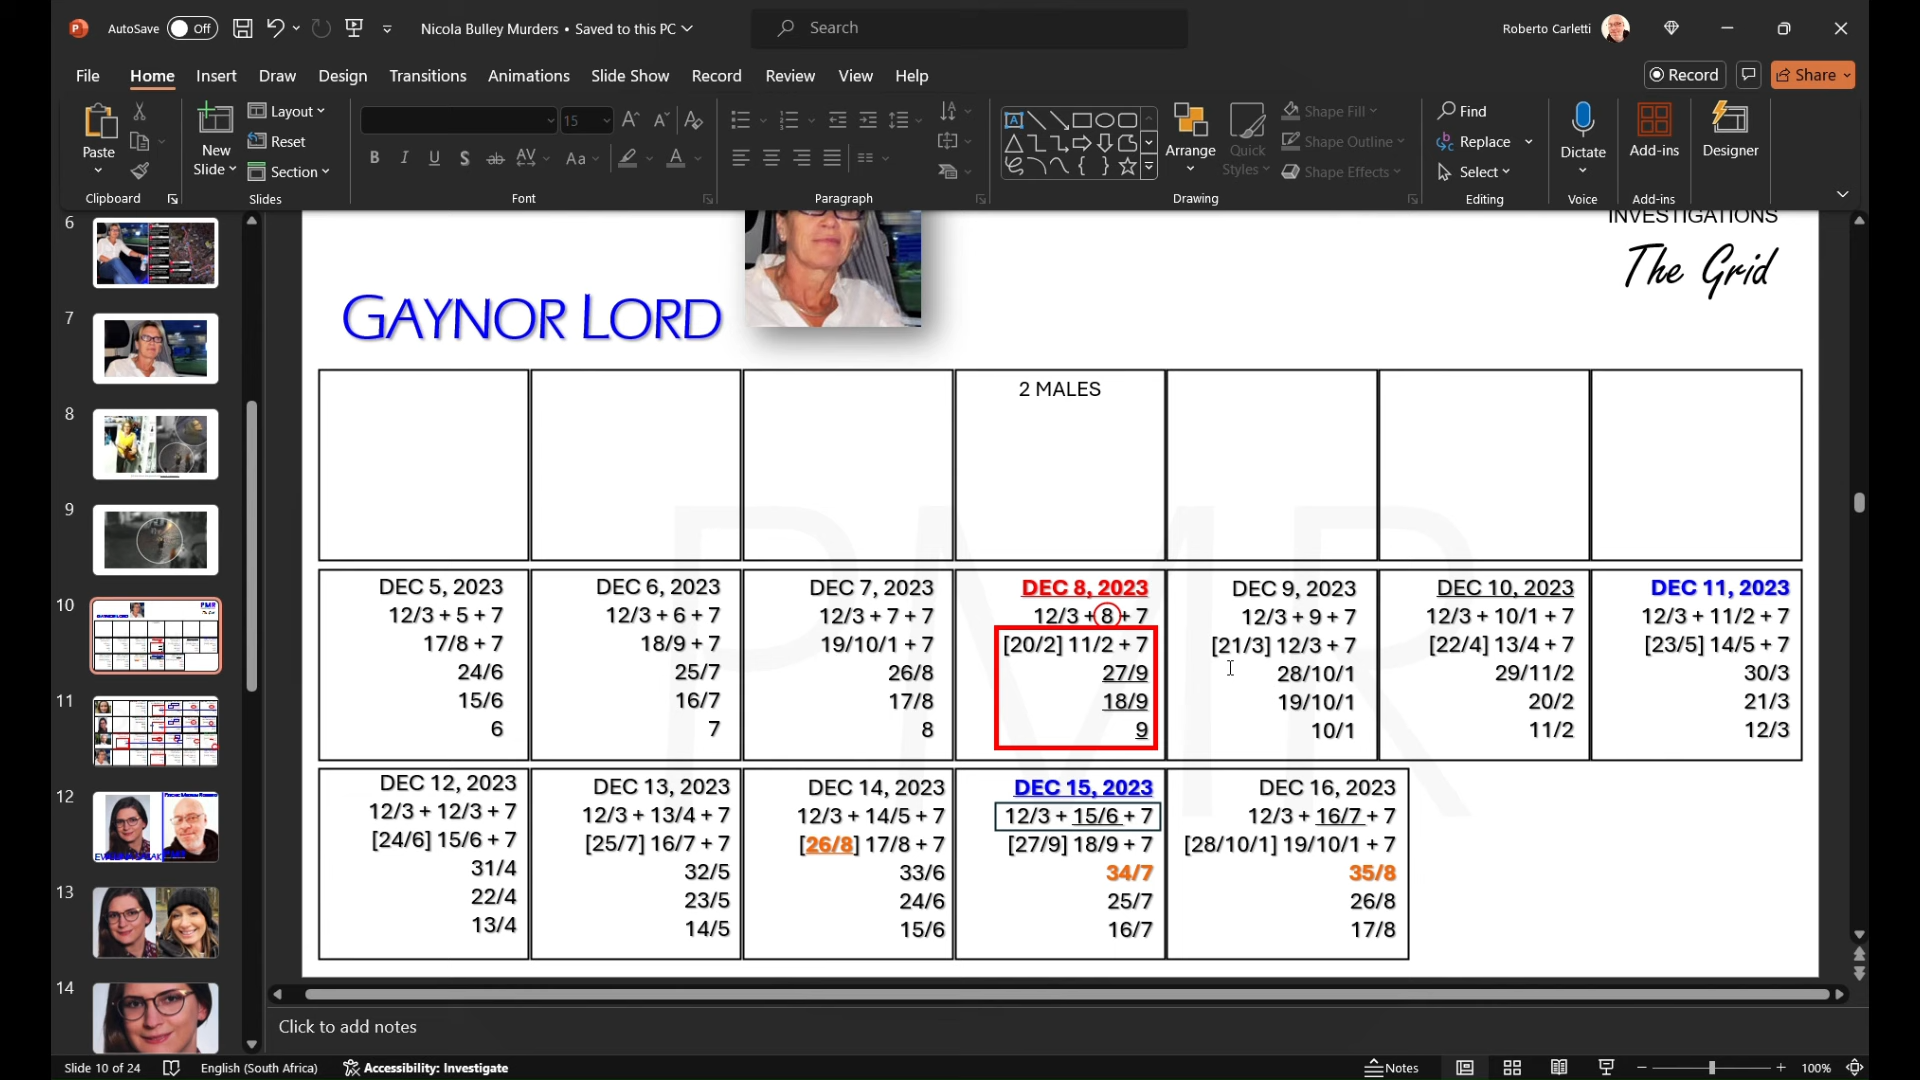 AutoSave Off Nicola Bulley Murders • Saved to this PC Search Roberto Carletti
File Home Insert Draw Design Transitions Animations Slide Show Record Review View Help Record Share
Paste
Clipboard
New Slide
Layout
Reset
Section
Slides
15
B I U S ab AV Aa A
Font
Paragraph
Arrange
Quick Styles
Shape Fill
Shape Outline
Shape Effects
Drawing
Find
Replace
Select
Editing
Dictate
Voice
Add-ins
Add-ins
Designer
6
7
8
9
10
11
12
13
14
INVESTIGATIONS
The Grid
GAYNOR LORD
PMR
2 MALES
DEC 5, 2023
12/3 + 5 + 7
17/8 + 7
24/6
15/6
6
DEC 6, 2023
12/3 + 6 + 7
18/9 + 7
25/7
16/7
7
DEC 7, 2023
12/3 + 7 + 7
19/10/1 + 7
26/8
17/8
8
DEC 8, 2023
12/3 + 8 + 7
[20/2] 11/2 + 7
27/9
18/9
9
DEC 9, 2023
12/3 + 9 + 7
[21/3] 12/3 + 7
28/10/1
19/10/1
10/1
DEC 10, 2023
12/3 + 10/1 + 7
[22/4] 13/4 + 7
29/11/2
20/2
11/2
DEC 11, 2023
12/3 + 11/2 + 7
[23/5] 14/5 + 7
30/3
21/3
12/3
DEC 12, 2023
12/3 + 12/3 + 7
[24/6] 15/6 + 7
31/4
22/4
13/4
DEC 13, 2023
12/3 + 13/4 + 7
[25/7] 16/7 + 7
32/5
23/5
14/5
DEC 14, 2023
12/3 + 14/5 + 7
[26/8] 17/8 + 7
33/6
24/6
15/6
DEC 15, 2023
12/3 + 15/6 + 7
[27/9] 18/9 + 7
34/7
25/7
16/7
DEC 16, 2023
12/3 + 16/7 + 7
[28/10/1] 19/10/1 + 7
35/8
26/8
17/8
Click to add notes
Slide 10 of 24 English (South Africa) Accessibility: Investigate Notes 100%